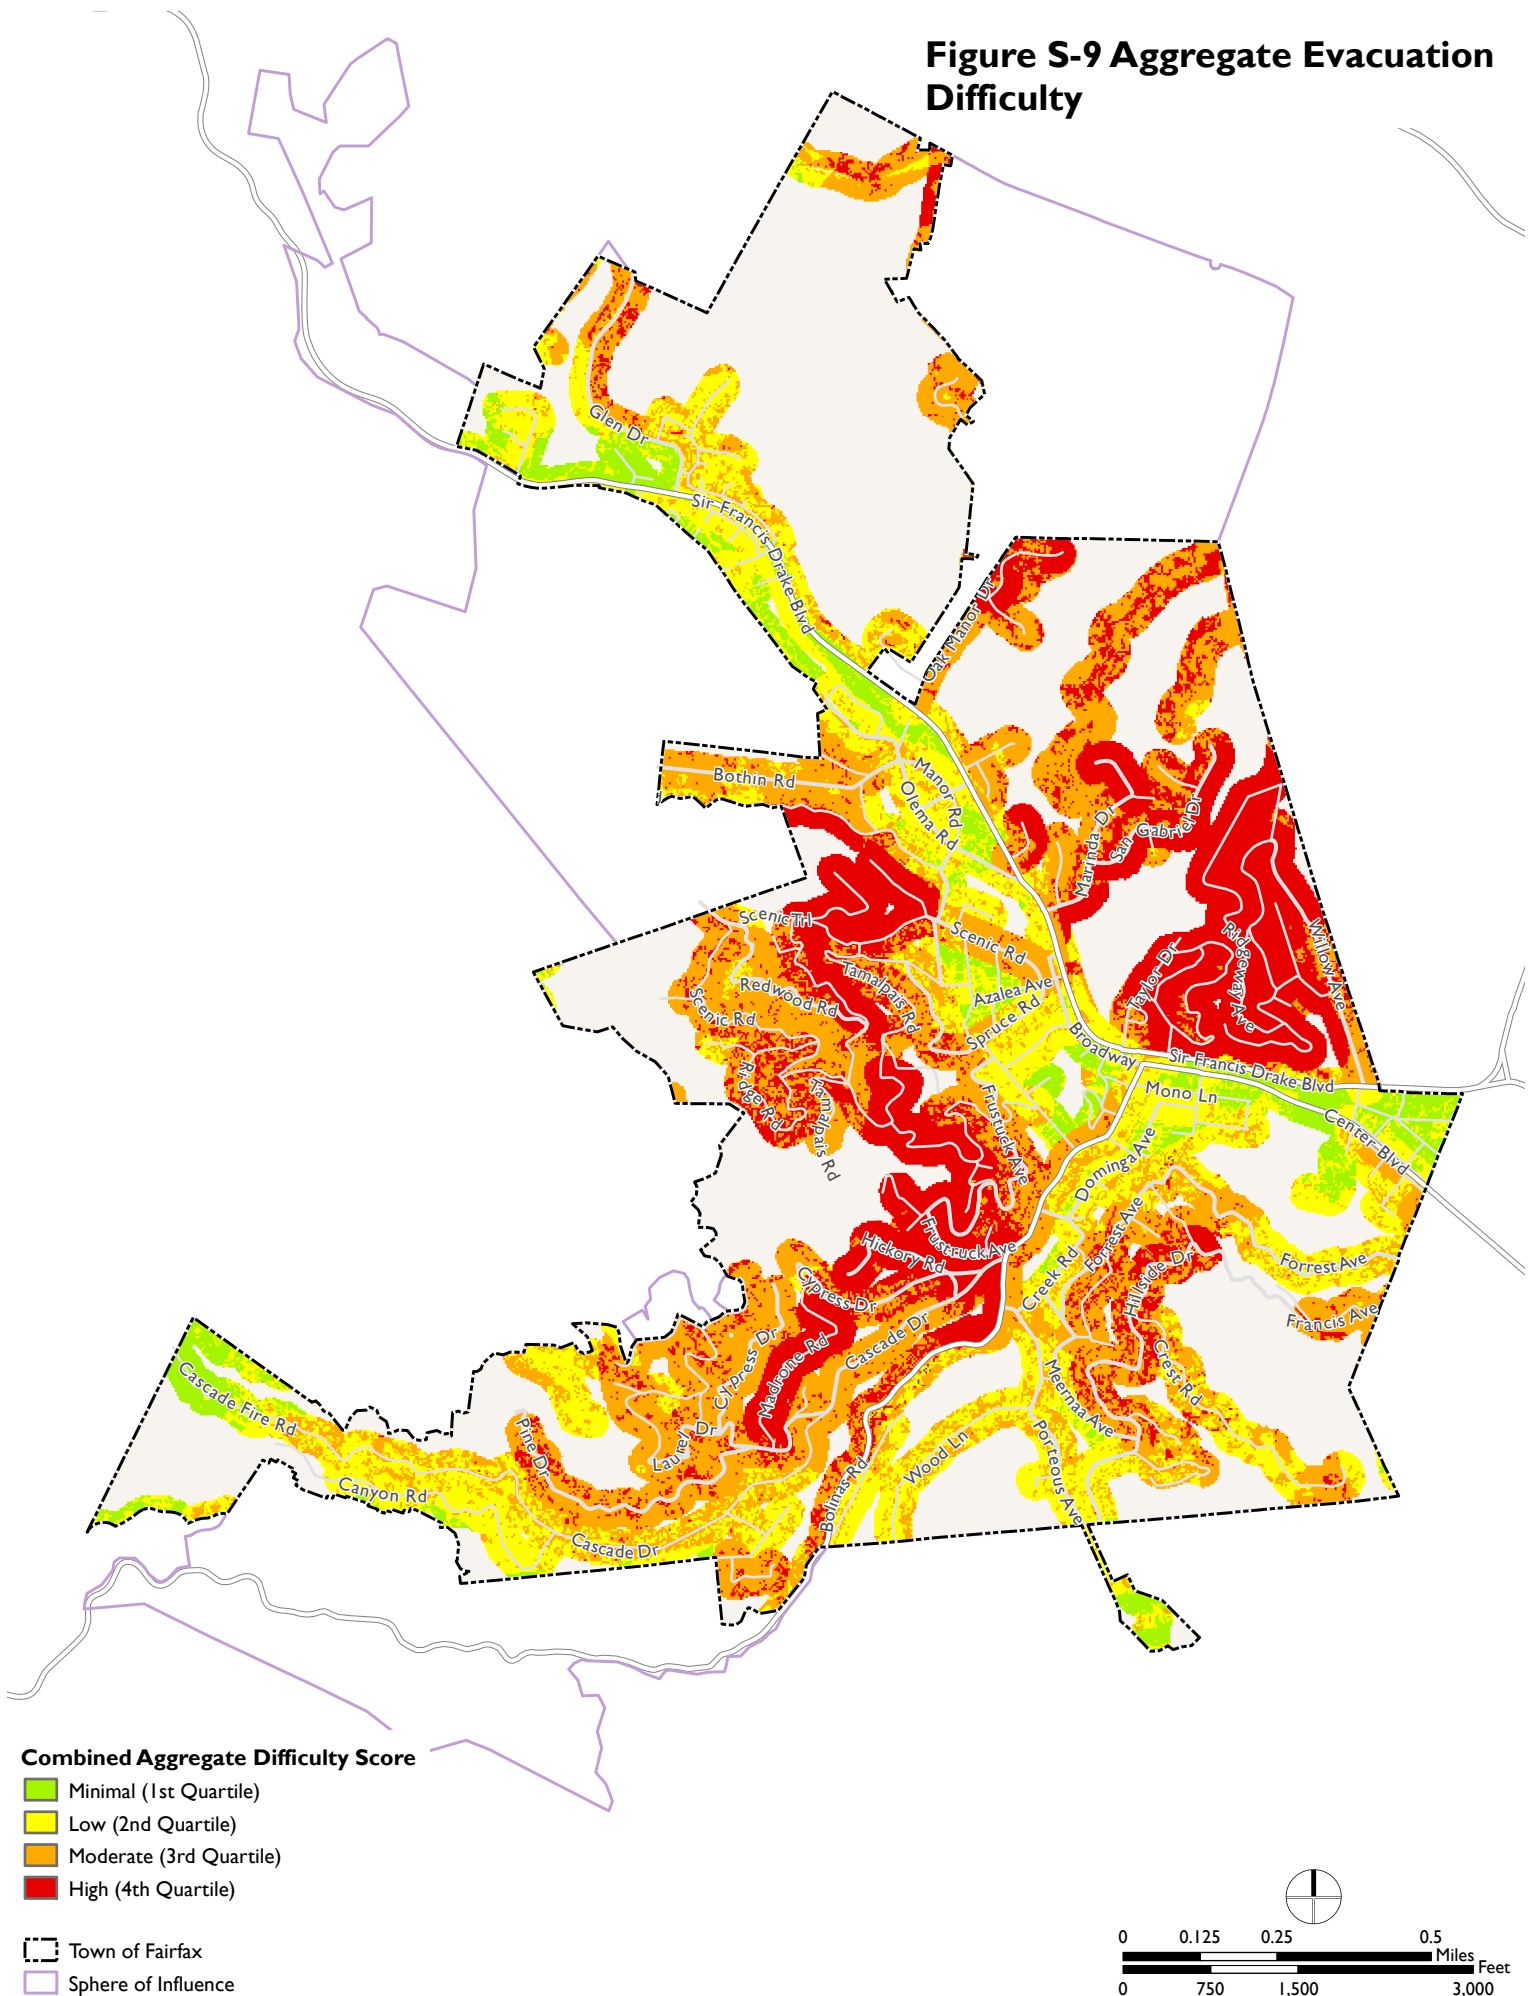 Figure S-9 Aggregate Evacuation
Difficulty
Glen Dr
Sir Francis Drake Blvd
Oak Manor Dr
Bothin Rd
Manor Rd
Olema Rd
Marinda Dr
San Gabriel Dr
Scenic Trl
Scenic Rd
Tamalpais Rd
Redwood Rd
Scenic Rd
Azalea Ave
Spruce Rd
Taylor Dr
Ridgeway Ave
Willow Ave
Broadway
Sir Francis Drake Blvd
Ridge Rd
Tamalpais Rd
Frustuck Ave
Mono Ln
Center Blvd
Dominga Ave
Frustruck Ave
Hickory Rd
Forrest Ave
Creek Rd
Hillside Dr
Forrest Ave
Francis Ave
Cypress Dr
Cascade Dr
Cypress Dr
Madrone Rd
Crest Rd
Meernaa Ave
Cascade Fire Rd
Pine Dr
Laurel Dr
Wood Ln
Porteous Ave
Canyon Rd
Bolinas Rd
Cascade Dr
Combined Aggregate Difficulty Score
Minimal (1st Quartile)
Low (2nd Quartile)
Moderate (3rd Quartile)
High (4th Quartile)
Town of Fairfax
Sphere of Influence
0 0.125 0.25 0.5
Miles
Feet
0 750 1,500 3,000